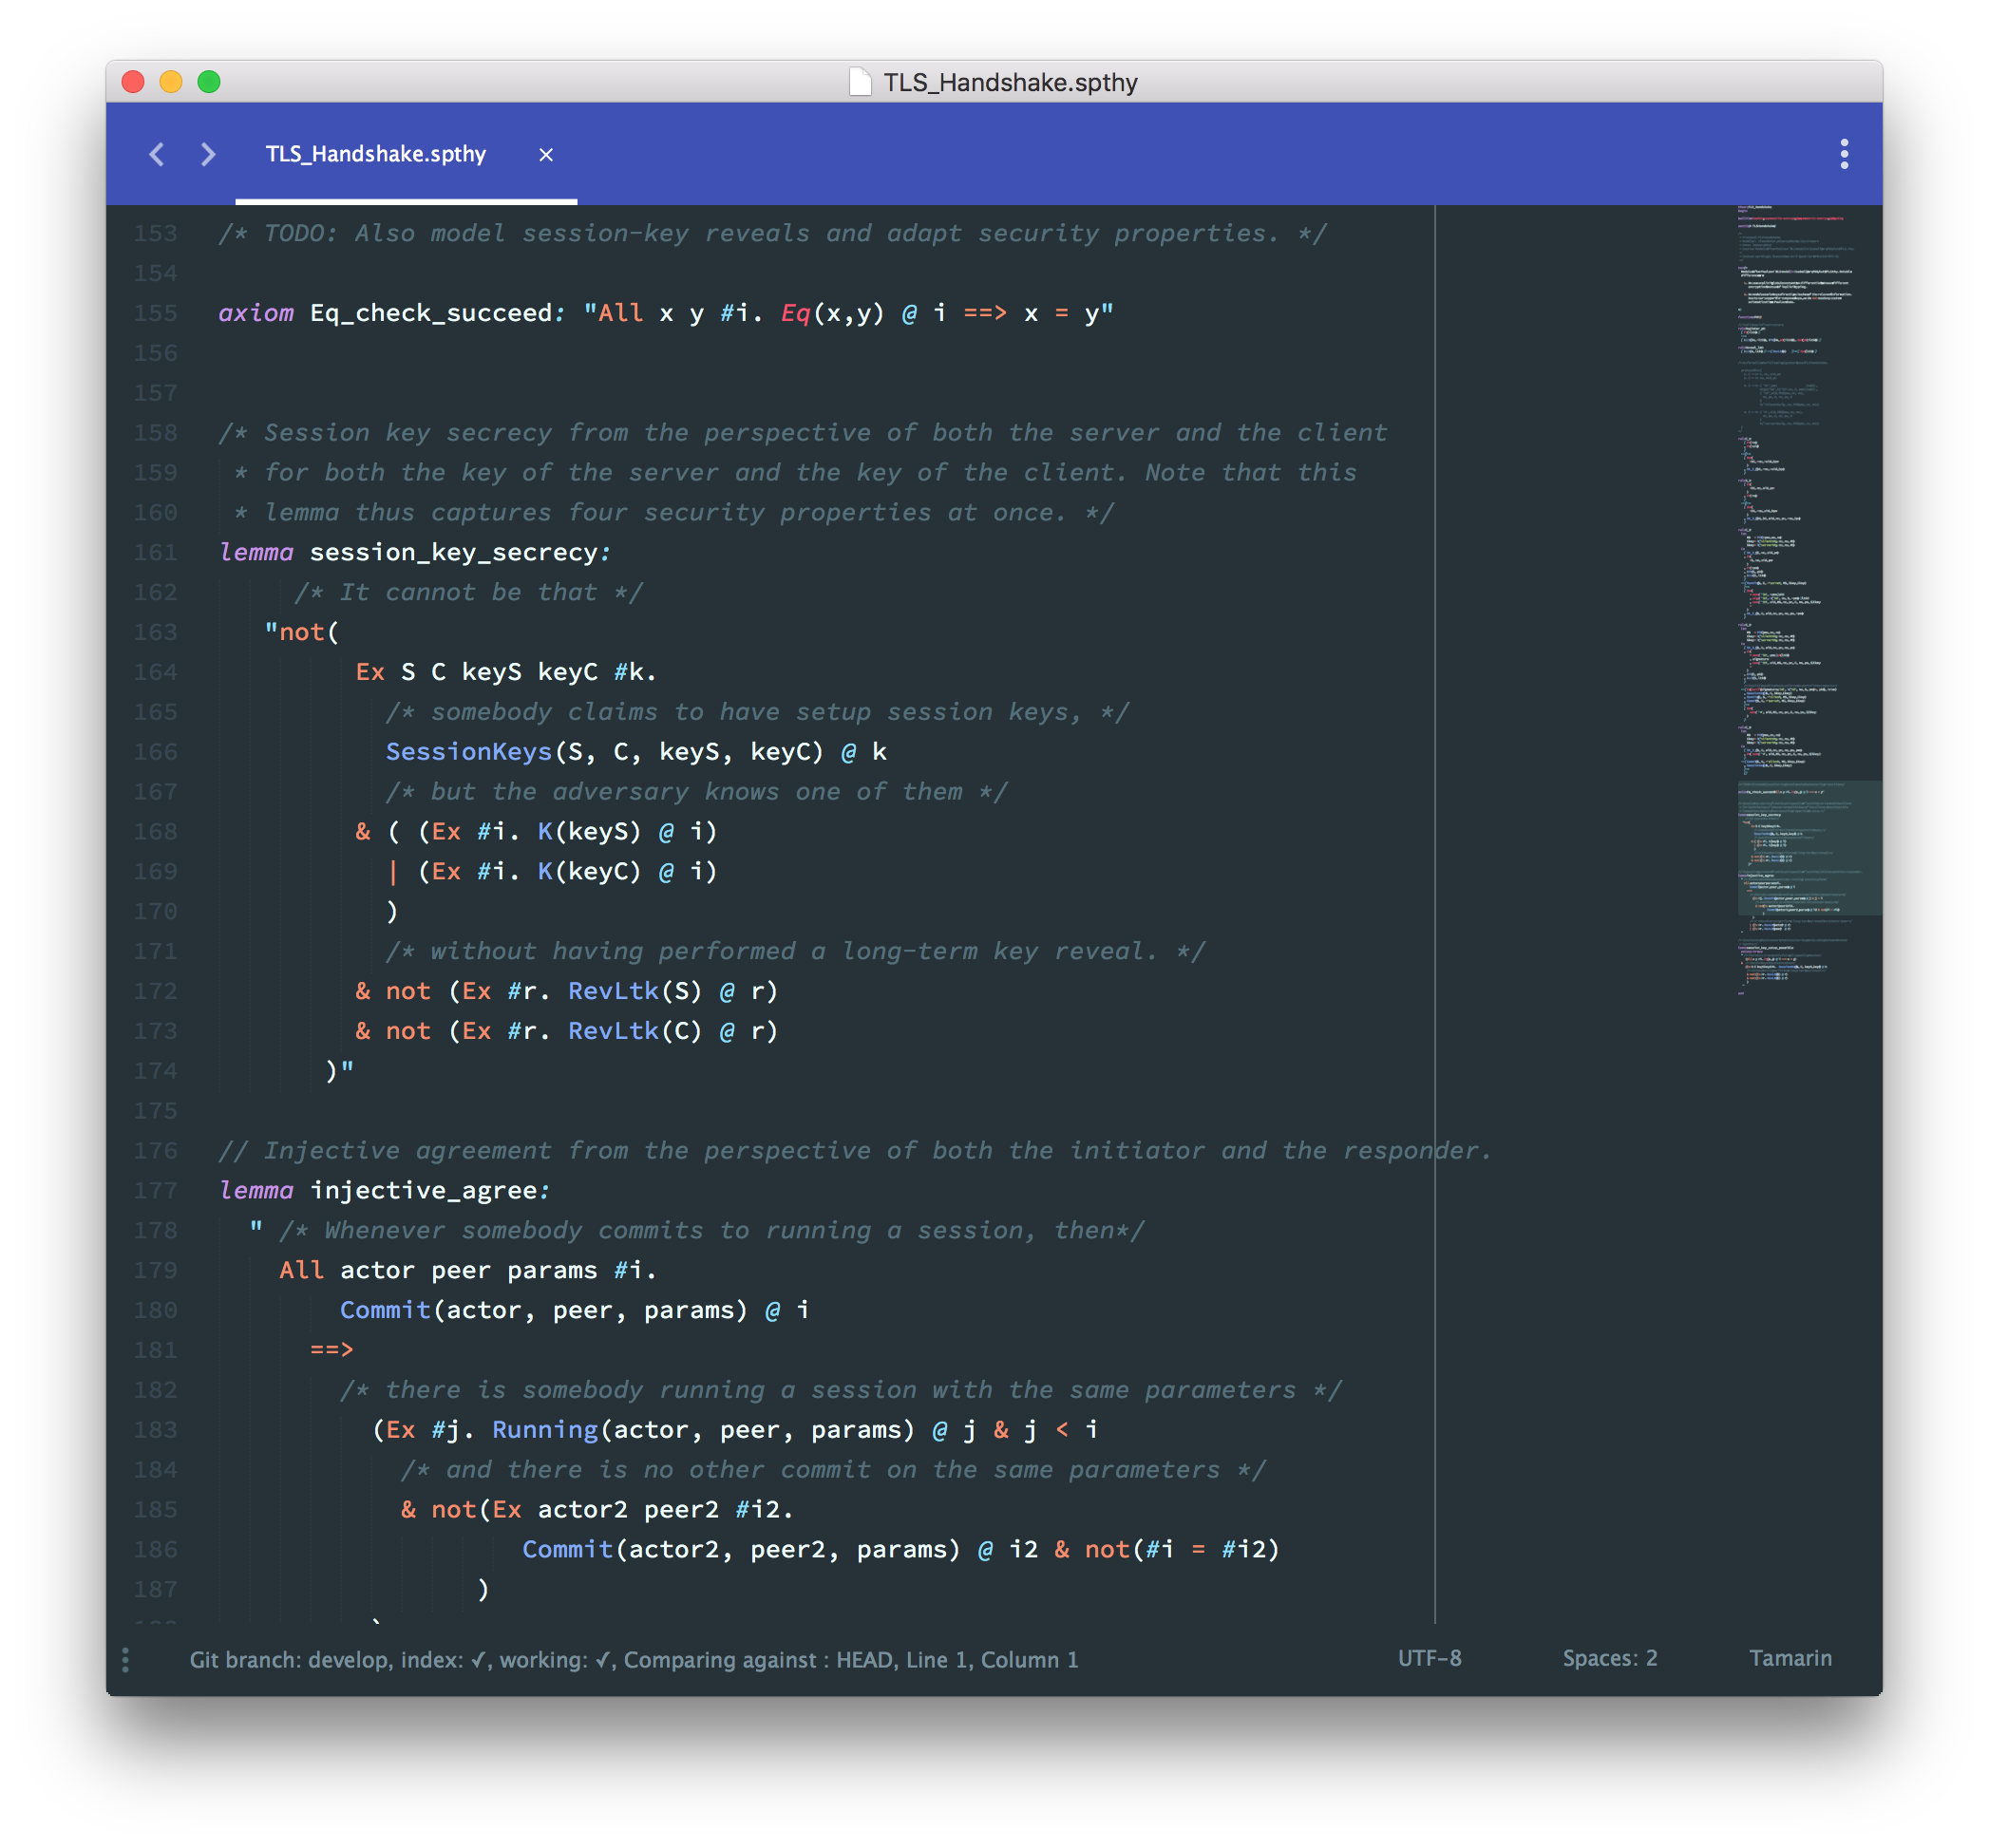 TLS_Handshake.spthy
TLS_Handshake.spthy ×
153 /* TODO: Also model session-key reveals and adapt security properties. */
154
155 axiom Eq_check_succeed: "All x y #i. Eq(x,y) @ i ==> x = y"
156
157
158 /* Session key secrecy from the perspective of both the server and the client
159 * for both the key of the server and the key of the client. Note that this
160 * lemma thus captures four security properties at once. */
161 lemma session_key_secrecy:
162 /* It cannot be that */
163 "not(
164 Ex S C keyS keyC #k.
165 /* somebody claims to have setup session keys, */
166 SessionKeys(S, C, keyS, keyC) @ k
167 /* but the adversary knows one of them */
168 & ( (Ex #i. K(keyS) @ i)
169 | (Ex #i. K(keyC) @ i)
170 )
171 /* without having performed a long-term key reveal. */
172 & not (Ex #r. RevLtk(S) @ r)
173 & not (Ex #r. RevLtk(C) @ r)
174 )"
175
176 // Injective agreement from the perspective of both the initiator and the responder.
177 lemma injective_agree:
178 " /* Whenever somebody commits to running a session, then*/
179 All actor peer params #i.
180 Commit(actor, peer, params) @ i
181 ==>
182 /* there is somebody running a session with the same parameters */
183 (Ex #j. Running(actor, peer, params) @ j & j < i
184 /* and there is no other commit on the same parameters */
185 & not(Ex actor2 peer2 #i2.
186 Commit(actor2, peer2, params) @ i2 & not(#i = #i2)
187 )
Git branch: develop, index: ✓, working: ✓, Comparing against : HEAD, Line 1, Column 1
UTF-8
Spaces: 2
Tamarin